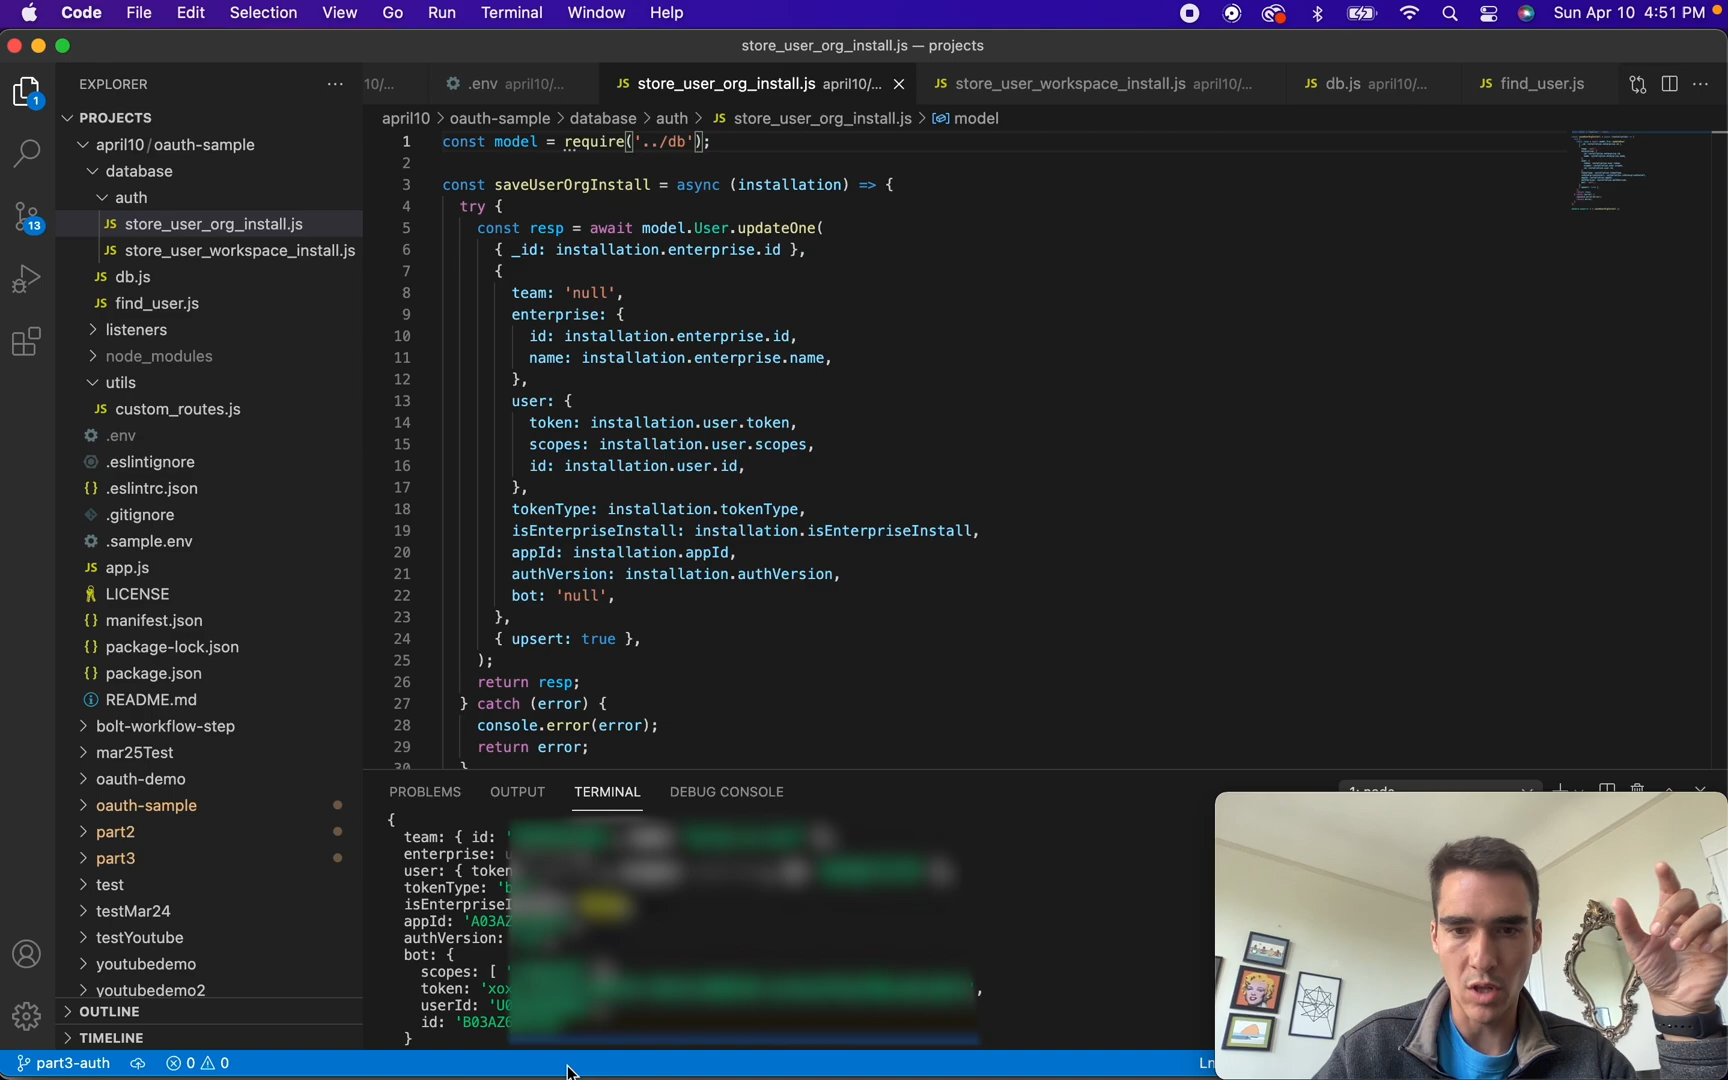 Code File Edit Selection View Go Run Terminal Window Help Sun Apr 10 4:51 PM
store_user_org_install.js — projects
EXPLORER
10/... .env april10/... JS store_user_org_install.js april10/... JS store_user_workspace_install.js april10/... JS db.js april10/... JS find_user.js
april10 > oauth-sample > database > auth > JS store_user_org_install.js > model
PROJECTS
april10/oauth-sample
database
auth
JS store_user_org_install.js
JS store_user_workspace_install.js
JS db.js
JS find_user.js
listeners
node_modules
utils
JS custom_routes.js
.env
.eslintignore
{} .eslintrc.json
.gitignore
.sample.env
JS app.js
LICENSE
{} manifest.json
{} package-lock.json
{} package.json
README.md
bolt-workflow-step
mar25Test
oauth-demo
oauth-sample
part2
part3
test
testMar24
testYoutube
youtubedemo
youtubedemo2
OUTLINE
TIMELINE
1
13
1 const model = require('../db');
2
3 const saveUserOrgInstall = async (installation) => {
4 try {
5 const resp = await model.User.updateOne(
6 { _id: installation.enterprise.id },
7 {
8 team: 'null',
9 enterprise: {
10 id: installation.enterprise.id,
11 name: installation.enterprise.name,
12 },
13 user: {
14 token: installation.user.token,
15 scopes: installation.user.scopes,
16 id: installation.user.id,
17 },
18 tokenType: installation.tokenType,
19 isEnterpriseInstall: installation.isEnterpriseInstall,
20 appId: installation.appId,
21 authVersion: installation.authVersion,
22 bot: 'null',
23 },
24 { upsert: true },
25 );
26 return resp;
27 } catch (error) {
28 console.error(error);
29 return error;
30 }
PROBLEMS OUTPUT TERMINAL DEBUG CONSOLE 1: node
{
team: { id: '
enterprise: u
user: { token
tokenType: 'b
isEnterpriseI
appId: 'A03AZ
authVersion:
bot: {
scopes: [ '
token: 'xox ',
userId: 'U0
id: 'B03AZ6
}
part3-auth 0 0 Ln